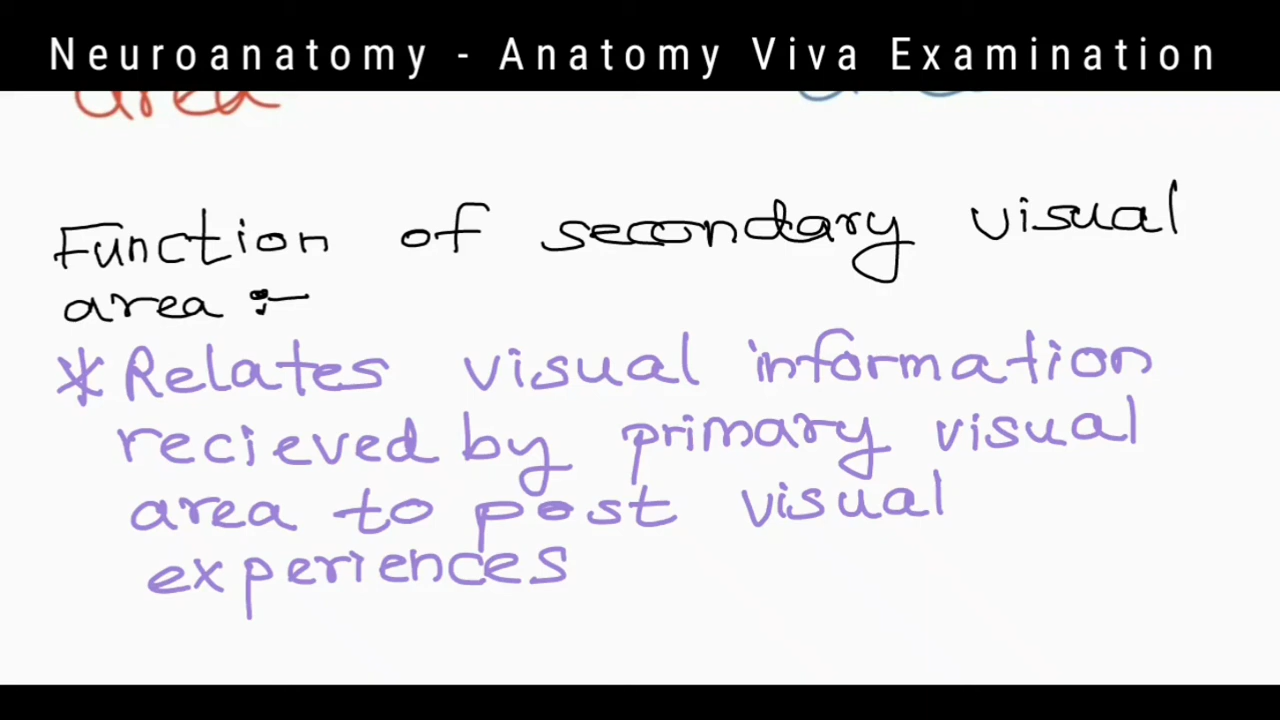 Neuroanatomy - Anatomy Viva Examination
area
Function of secondary visual
area :-
* Relates visual information
recieved by primary visual
area to post visual
experiences